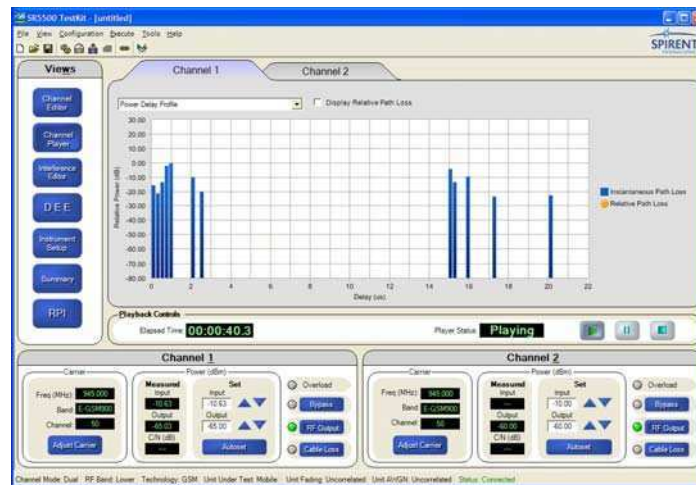 SR5500 TestKit - [untitled]
File View Configuration Execute Tools Help
SPIRENT
Views
Channel Editor
Channel Player
Interference Editor
DEE
Instrument Setup
Summary
RPI
Channel 1 Channel 2
Power Delay Profile Display Relative Path Loss
Relative Power (dB)
30.00
20.00
10.00
0.00
-10.00
-20.00
-30.00
-40.00
-50.00
-60.00
-70.00
-80.00
0 2 4 6 8 10 12 14 16 18 20 22
Delay (us)
Instantaneous Path Loss
Relative Path Loss
Playback Controls
Elapsed Time 00:00:40.3 Player Status Playing
Channel 1
Carrier
Freq (MHz) 945.000
Band E-GSM900
Channel 50
Adjust Carrier
Power (dBm)
Measured Set
Input Input
-10.63 -10.63
Output Output
-65.03 -65.00
C/N (dB)
---
Autoset
Overload
Bypass
RF Output
Cable Loss
Channel 2
Carrier
Freq (MHz) 945.000
Band E-GSM900
Channel 50
Adjust Carrier
Power (dBm)
Measured Set
Input Input
--- -10.00
Output Output
-60.00 -60.00
C/N (dB)
---
Autoset
Overload
Bypass
RF Output
Cable Loss
Channel Mode: Dual RF Band: Lower Technology: GSM Unit Under Test: Mobile Unit Fading: Uncorrelated Unit AWGN: Uncorrelated Status: Connected